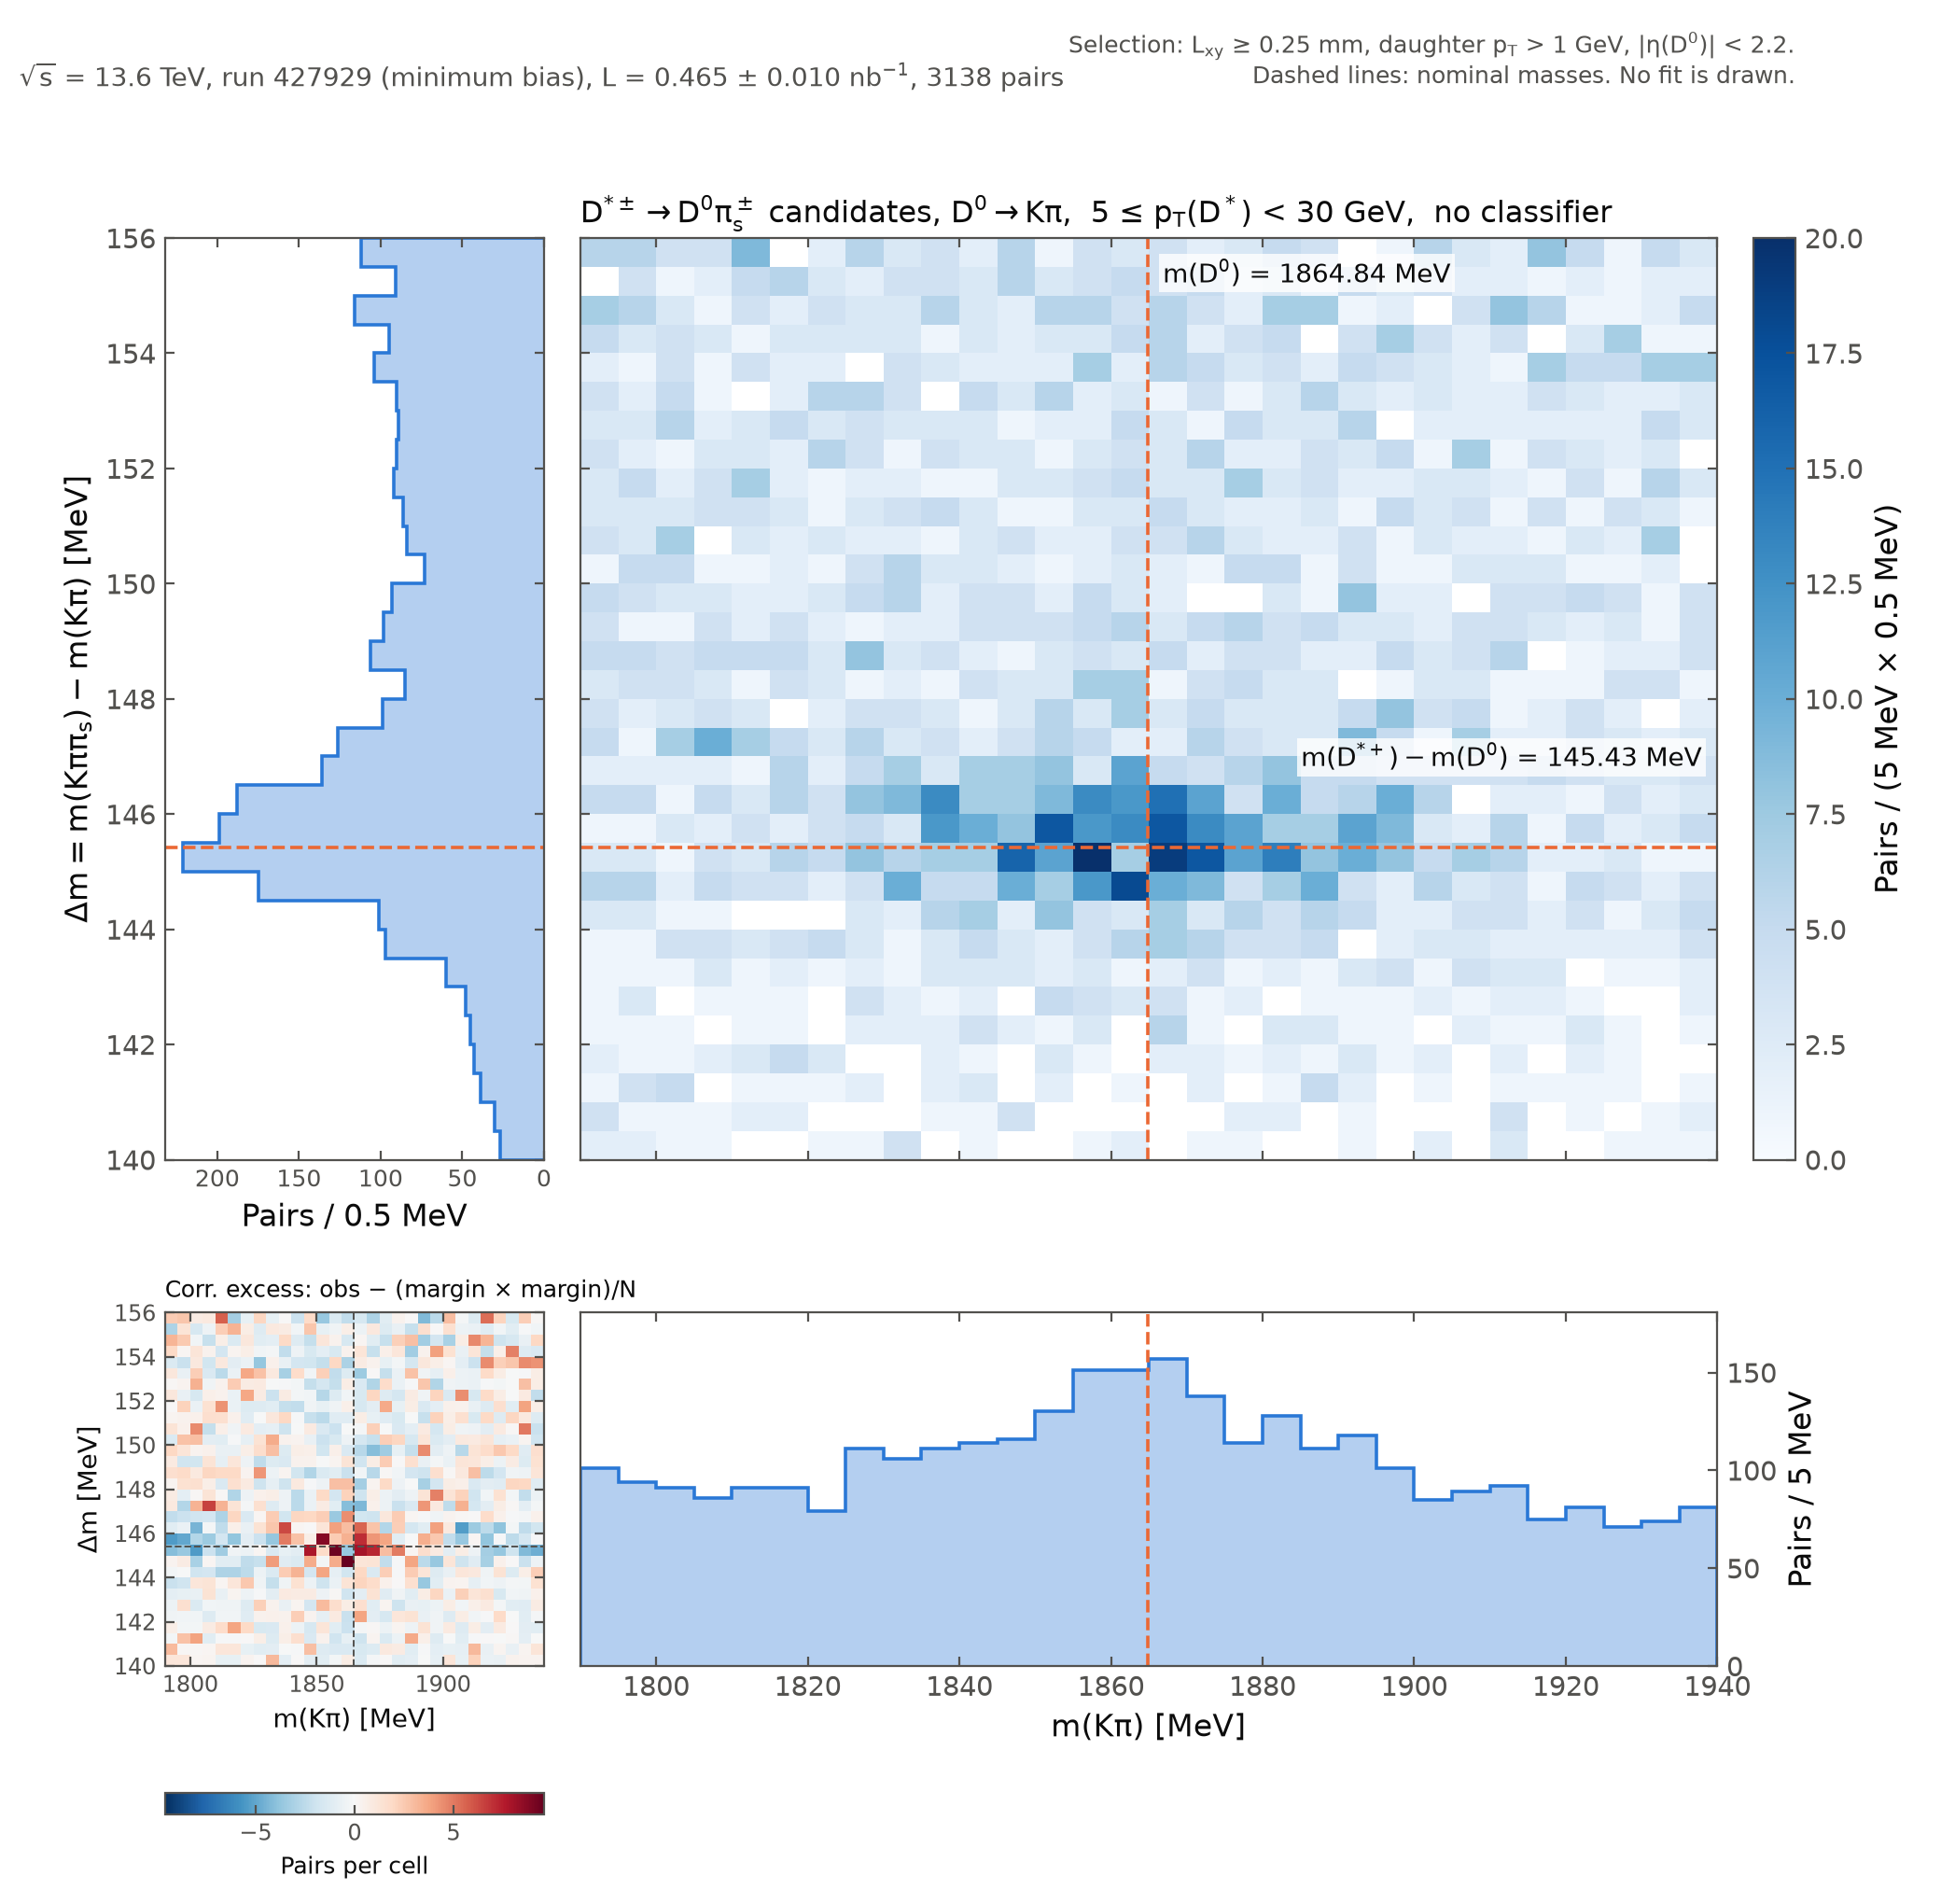 Selection: Lxy ≥ 0.25 mm, daughter pT > 1 GeV, |η(D⁰)| < 2.2.
√s = 13.6 TeV, run 427929 (minimum bias), L = 0.465 ± 0.010 nb⁻¹, 3138 pairs
Dashed lines: nominal masses. No fit is drawn.
D*± → D⁰πs± candidates, D⁰ → Kπ, 5 ≤ pT(D*) < 30 GeV, no classifier
156
154
152
150
148
146
144
142
140
Δm = m(Kππs) − m(Kπ) [MeV]
200 150 100 50 0
Pairs / 0.5 MeV
m(D⁰) = 1864.84 MeV
m(D*⁺) − m(D⁰) = 145.43 MeV
20.0
17.5
15.0
12.5
10.0
7.5
5.0
2.5
0.0
Pairs / (5 MeV × 0.5 MeV)
Corr. excess: obs − (margin × margin)/N
156
154
152
150
148
146
144
142
140
Δm [MeV]
1800 1850 1900
m(Kπ) [MeV]
−5 0 5
Pairs per cell
150
100
50
0
Pairs / 5 MeV
1800 1820 1840 1860 1880 1900 1920 1940
m(Kπ) [MeV]